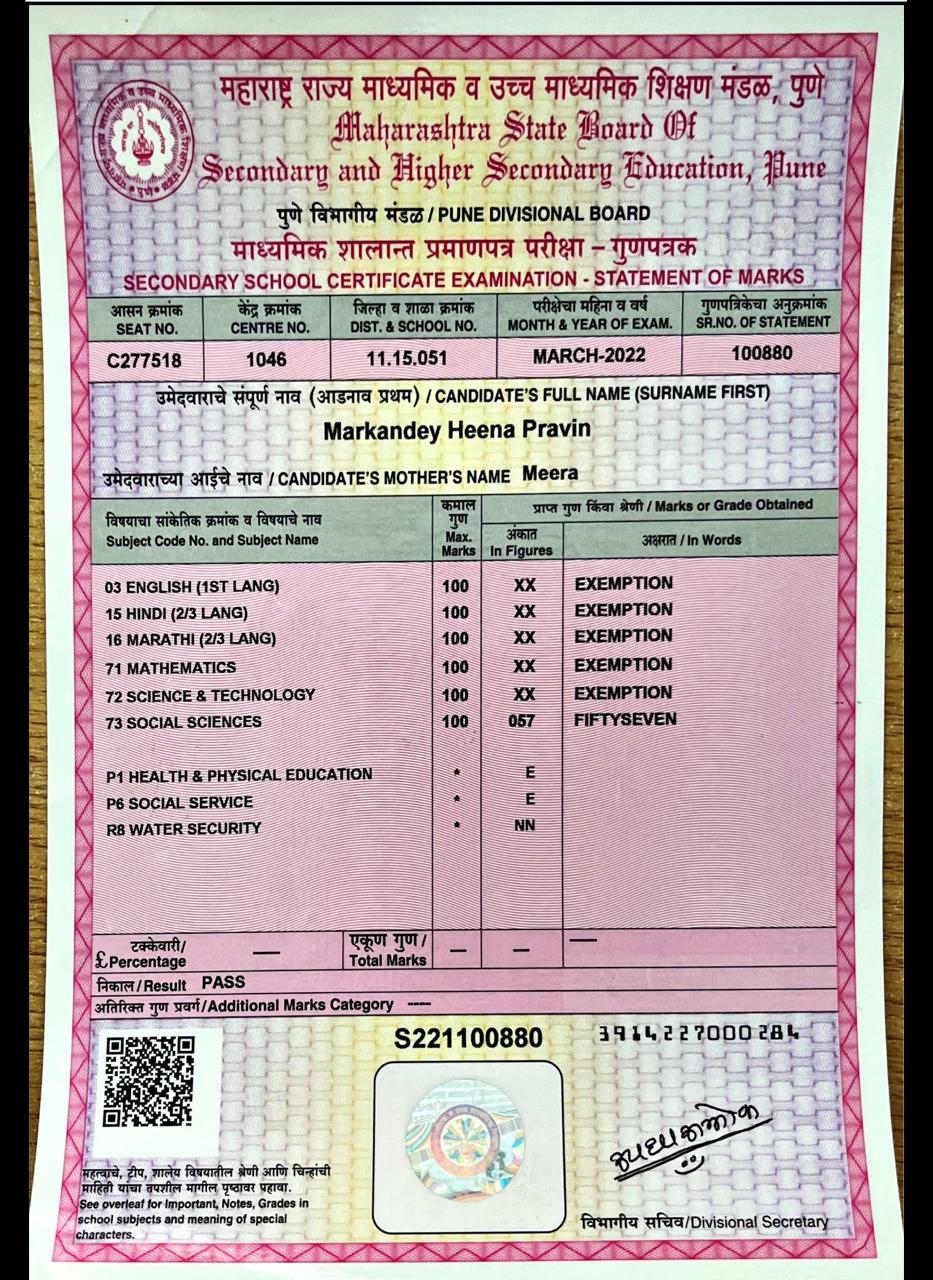 महाराष्ट्र राज्य माध्यमिक व उच्च माध्यमिक शिक्षण मंडळ, पुणे
Maharashtra State Board Of
Secondary and Higher Secondary Education, Pune
पुणे विभागीय मंडळ / PUNE DIVISIONAL BOARD
माध्यमिक शालान्त प्रमाणपत्र परीक्षा – गुणपत्रक
SECONDARY SCHOOL CERTIFICATE EXAMINATION - STATEMENT OF MARKS
आसन क्रमांक केंद्र क्रमांक जिल्हा व शाळा क्रमांक परीक्षेचा महिना व वर्ष गुणपत्रिकेचा अनुक्रमांक
SEAT NO. CENTRE NO. DIST. & SCHOOL NO. MONTH & YEAR OF EXAM. SR.NO. OF STATEMENT
C277518 1046 11.15.051 MARCH-2022 100880
उमेदवाराचे संपूर्ण नाव (आडनाव प्रथम) / CANDIDATE'S FULL NAME (SURNAME FIRST)
Markandey Heena Pravin
उमेदवाराच्या आईचे नाव / CANDIDATE'S MOTHER'S NAME Meera
विषयाचा सांकेतिक क्रमांक व विषयाचे नाव
Subject Code No. and Subject Name
कमाल
गुण
Max.
Marks
प्राप्त गुण किंवा श्रेणी / Marks or Grade Obtained
अंकात
In Figures
अक्षरात / In Words
03 ENGLISH (1ST LANG) 100 XX EXEMPTION
15 HINDI (2/3 LANG) 100 XX EXEMPTION
16 MARATHI (2/3 LANG) 100 XX EXEMPTION
71 MATHEMATICS 100 XX EXEMPTION
72 SCIENCE & TECHNOLOGY 100 XX EXEMPTION
73 SOCIAL SCIENCES 100 057 FIFTYSEVEN
P1 HEALTH & PHYSICAL EDUCATION * E
P6 SOCIAL SERVICE * E
R8 WATER SECURITY * NN
टक्केवारी/ — एकूण गुण / — — —
£Percentage Total Marks
निकाल/Result PASS
अतिरिक्त गुण प्रवर्ग/Additional Marks Category ----
S221100880
3914227000284
महत्वाचे, टीप, शालेय विषयातील श्रेणी आणि चिन्हांची
माहिती यांचा तपशील मागील पृष्ठावर पहावा.
See overleaf for Important, Notes, Grades in
school subjects and meaning of special
characters.
विभागीय सचिव/Divisional Secretary